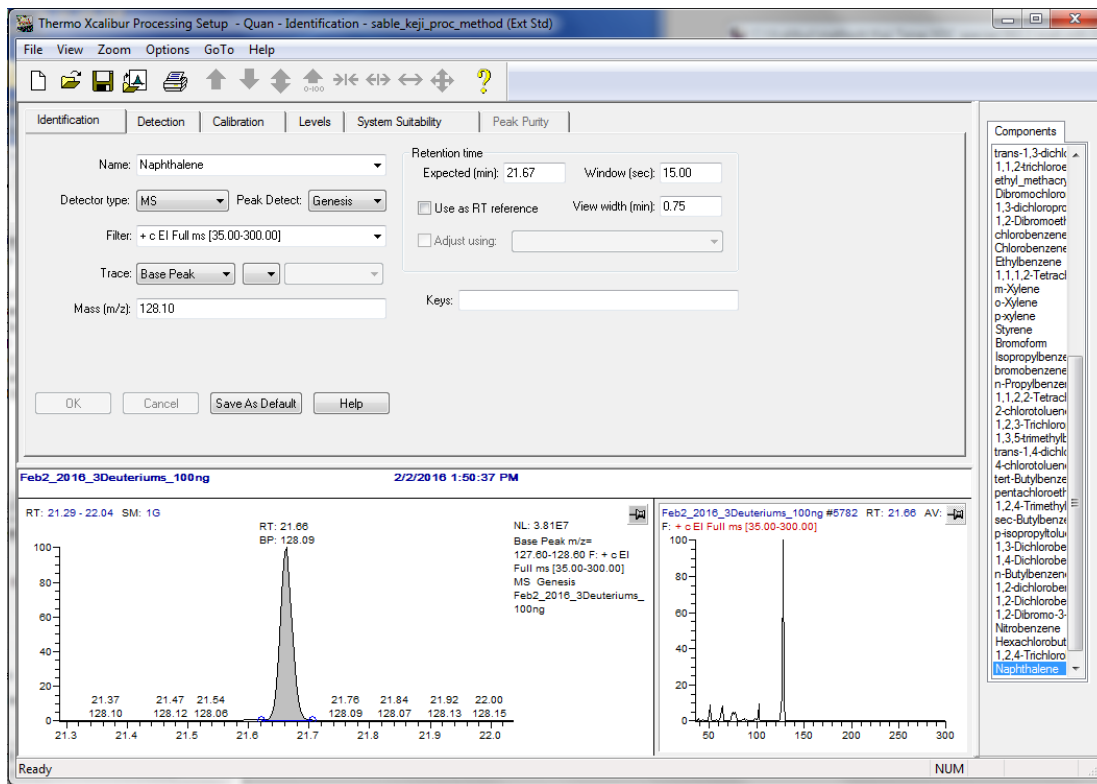 Thermo Xcalibur Processing Setup - Quan - Identification - sable_keji_proc_method (Ext Std)
File View Zoom Options GoTo Help
0-100
Identification Detection Calibration Levels System Suitability Peak Purity
Name: Naphthalene
Detector type: MS Peak Detect: Genesis
Filter: + c EI Full ms [35.00-300.00]
Trace: Base Peak
Mass (m/z): 128.10
Retention time
Expected (min): 21.67 Window (sec): 15.00
Use as RT reference View width (min): 0.75
Adjust using:
Keys:
OK Cancel Save As Default Help
Components
trans-1,3-dichlc
1,1,2-trichloroe
ethyl_methacry
Dibromochloro
1,3-dichloropro
1,2-Dibromoeth
chlorobenzene
Chlorobenzene
Ethylbenzene
1,1,1,2-Tetracl
m-Xylene
o-Xylene
p-xylene
Styrene
Bromoform
Isopropylbenze
bromobenzene
n-Propylbenze
1,1,2,2-Tetracl
2-chlorotoluene
1,2,3-Trichloro
1,3,5-trimethylb
trans-1,4-dichlo
4-chlorotoluene
tert-Butylbenze
pentachloroeth
1,2,4-Trimethyl
sec-Butylbenze
p-isopropyltolu
1,3-Dichlorobe
1,4-Dichlorobe
n-Butylbenzene
1,2-dichlorober
1,2-Dichlorobe
1,2-Dibromo-3-
Nitrobenzene
Hexachlorobut
1,2,4-Trichloro
Naphthalene
Feb2_2016_3Deuteriums_100ng 2/2/2016 1:50:37 PM
RT: 21.29 - 22.04 SM: 1G
RT: 21.66
BP: 128.09
NL: 3.81E7
Base Peak m/z=
127.60-128.60 F: + c EI
Full ms [35.00-300.00]
MS Genesis
Feb2_2016_3Deuteriums_
100ng
100
80
60
40
20
0
21.37 21.47 21.54 21.76 21.84 21.92 22.00
128.10 128.12 128.06 128.09 128.07 128.13 128.15
21.3 21.4 21.5 21.6 21.7 21.8 21.9 22.0
Feb2_2016_3Deuteriums_100ng #5782 RT: 21.66 AV:
F: + c EI Full ms [35.00-300.00]
100
80
60
40
20
0
50 100 150 200 250 300
Ready NUM